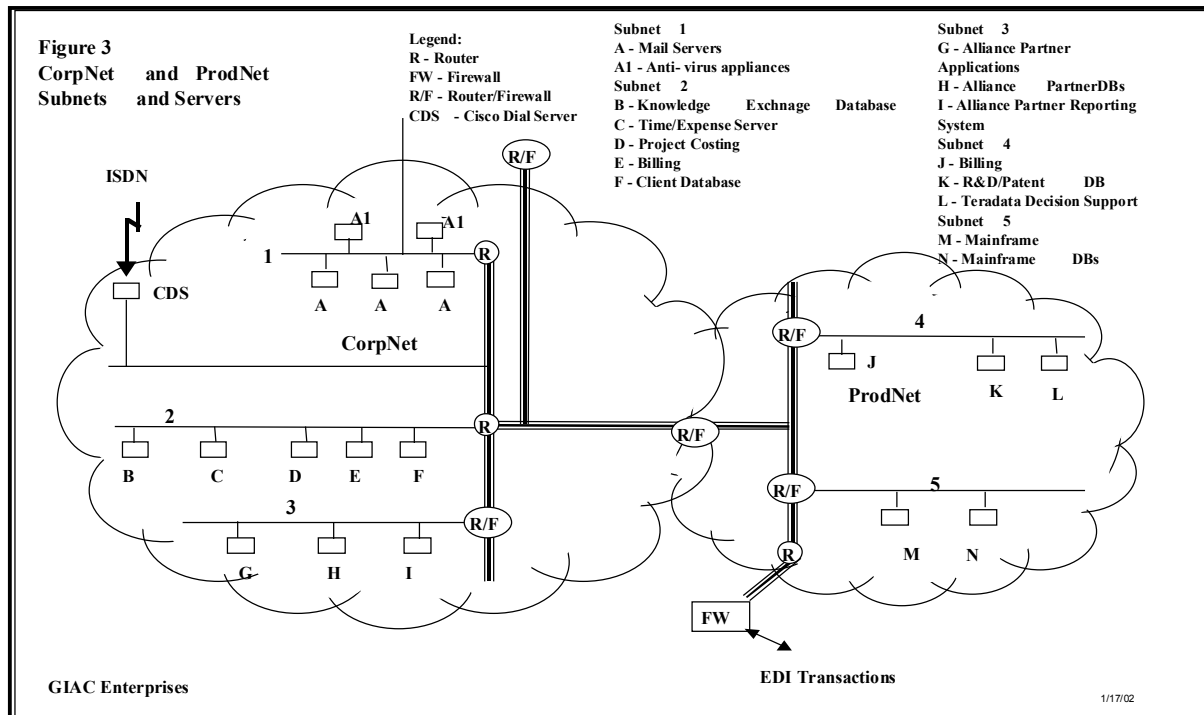 Figure 3
CorpNet and ProdNet
Subnets and Servers
Legend:
R - Router
FW - Firewall
R/F - Router/Firewall
CDS - Cisco Dial Server
Subnet 1
A - Mail Servers
A1 - Anti- virus appliances
Subnet 2
B - Knowledge Exchnage Database
C - Time/Expense Server
D - Project Costing
E - Billing
F - Client Database
Subnet 3
G - Alliance Partner
Applications
H - Alliance PartnerDBs
I - Alliance Partner Reporting
System
Subnet 4
J - Billing
K - R&D/Patent DB
L - Teradata Decision Support
Subnet 5
M - Mainframe
N - Mainframe DBs
R/F
ISDN
A1
A1
1
R
CDS
A
A
A
CorpNet
R/F
4
J
K
L
ProdNet
2
R
R/F
B
C
D
E
F
R/F
5
3
R/F
G
H
I
M
N
R
FW
EDI Transactions
GIAC Enterprises
1/17/02